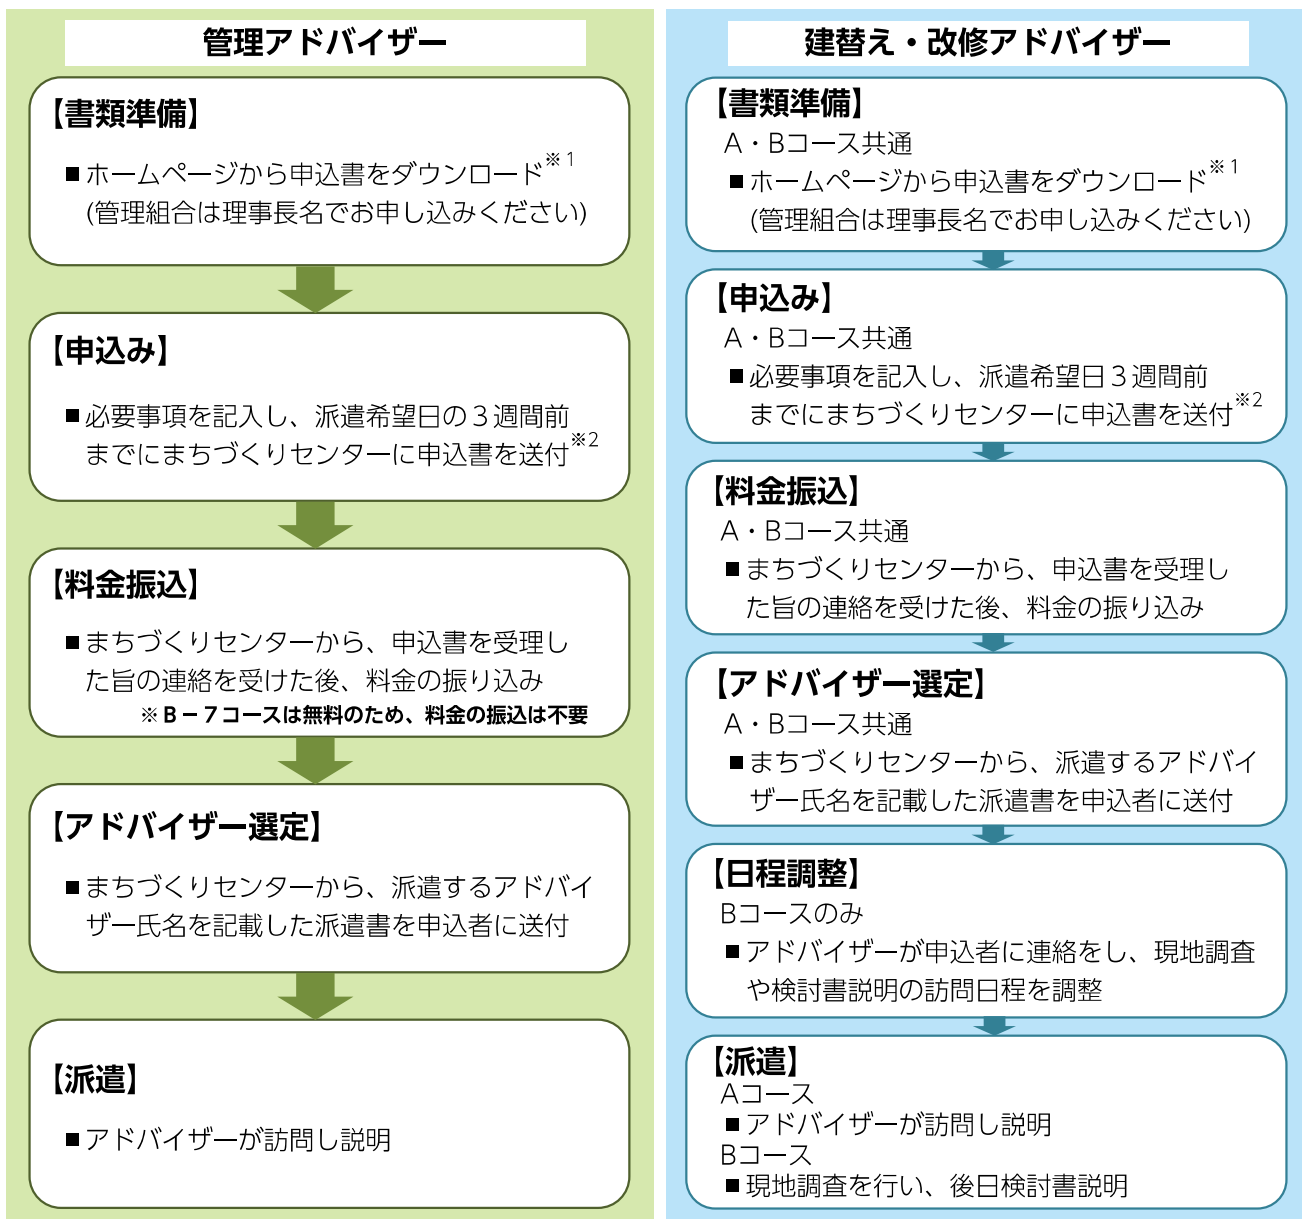 管理アドバイザー
【書類準備】
■ホームページから申込書をダウンロード※1
(管理組合は理事長名でお申し込みください)
【申込み】
■必要事項を記入し、派遣希望日の３週間前
までにまちづくりセンターに申込書を送付※2
【料金振込】
■まちづくりセンターから、申込書を受理し
た旨の連絡を受けた後、料金の振り込み
※Ｂ－７コースは無料のため、料金の振込は不要
【アドバイザー選定】
■まちづくりセンターから、派遣するアドバイ
ザー氏名を記載した派遣書を申込者に送付
【派遣】
■アドバイザーが訪問し説明
建替え・改修アドバイザー
【書類準備】
A・Bコース共通
■ホームページから申込書をダウンロード※1
(管理組合は理事長名でお申し込みください)
【申込み】
A・Bコース共通
■必要事項を記入し、派遣希望日３週間前
までにまちづくりセンターに申込書を送付※2
【料金振込】
A・Bコース共通
■まちづくりセンターから、申込書を受理し
た旨の連絡を受けた後、料金の振り込み
【アドバイザー選定】
A・Bコース共通
■まちづくりセンターから、派遣するアドバイ
ザー氏名を記載した派遣書を申込者に送付
【日程調整】
Bコースのみ
■アドバイザーが申込者に連絡をし、現地調査
や検討書説明の訪問日程を調整
【派遣】
Aコース
■アドバイザーが訪問し説明
Bコース
■現地調査を行い、後日検討書説明